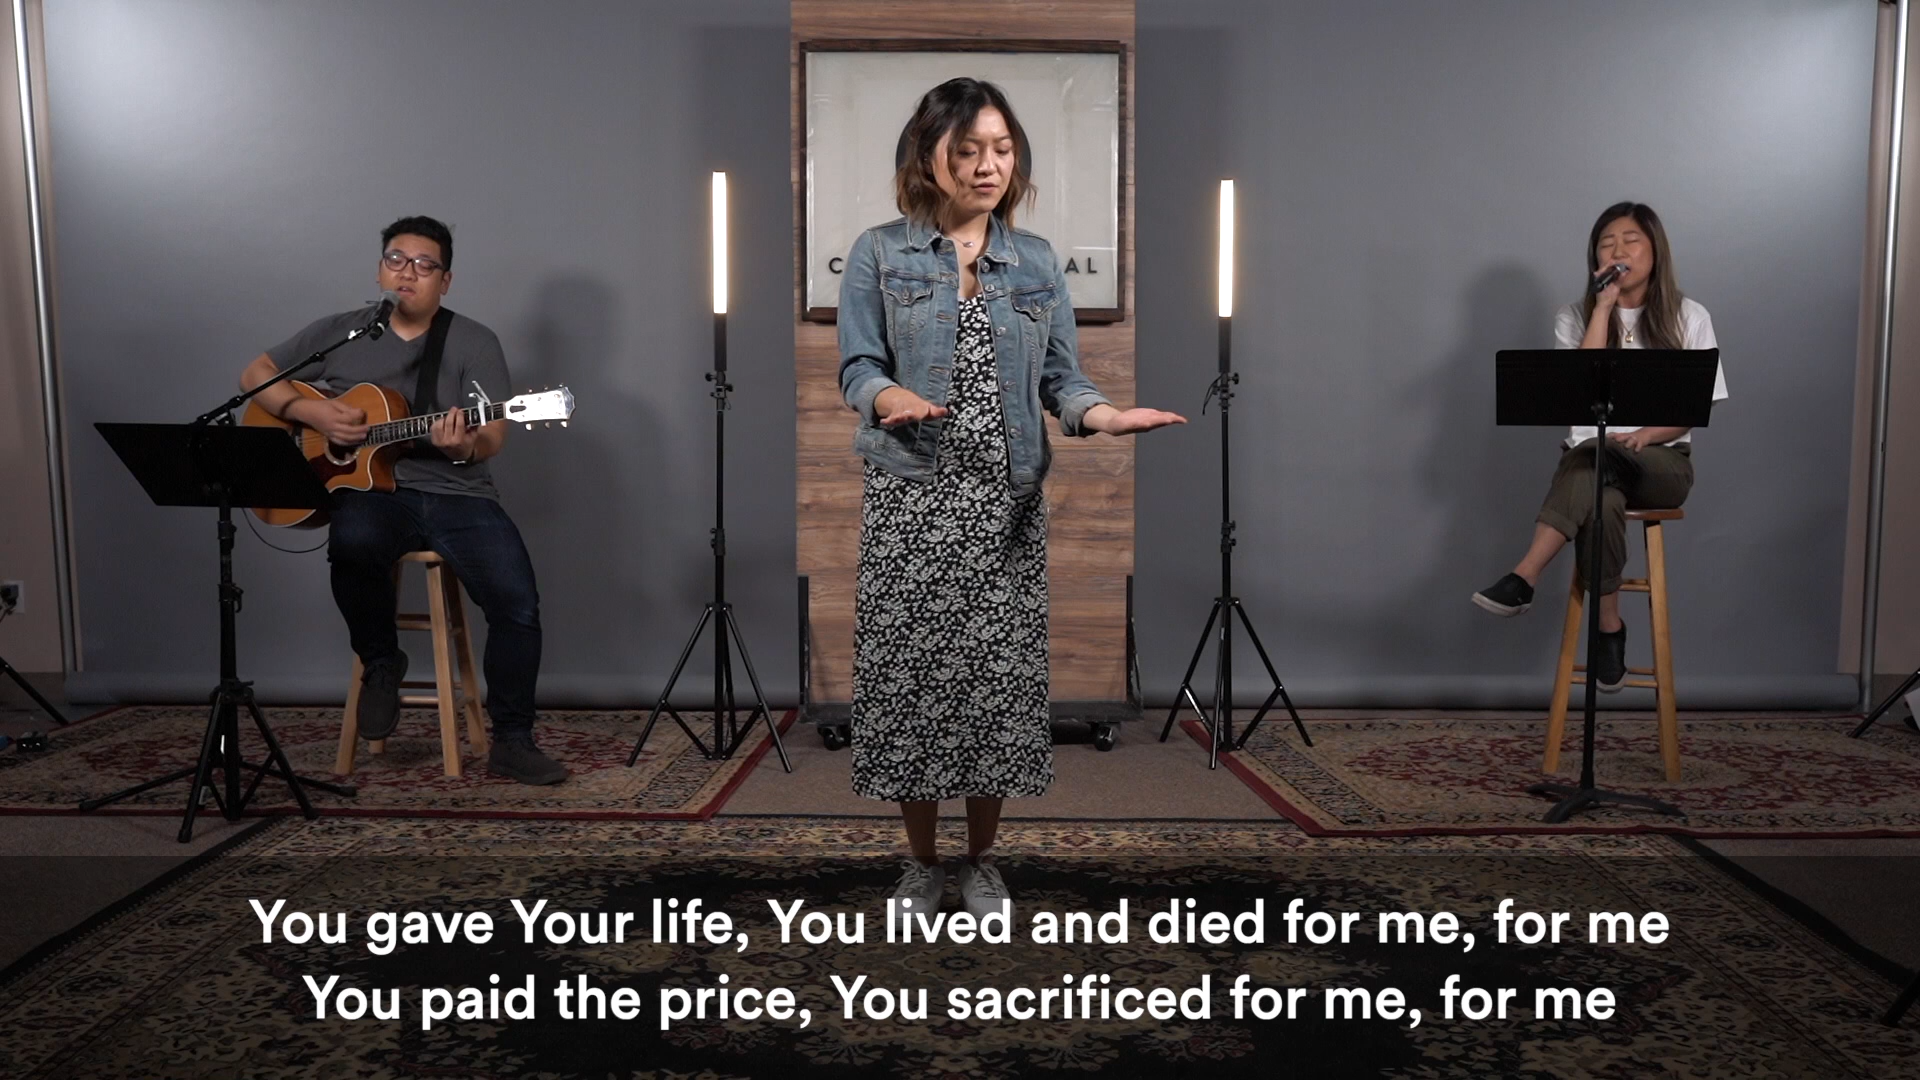 C AL
You gave Your life, You lived and died for me, for me
You paid the price, You sacrificed for me, for me